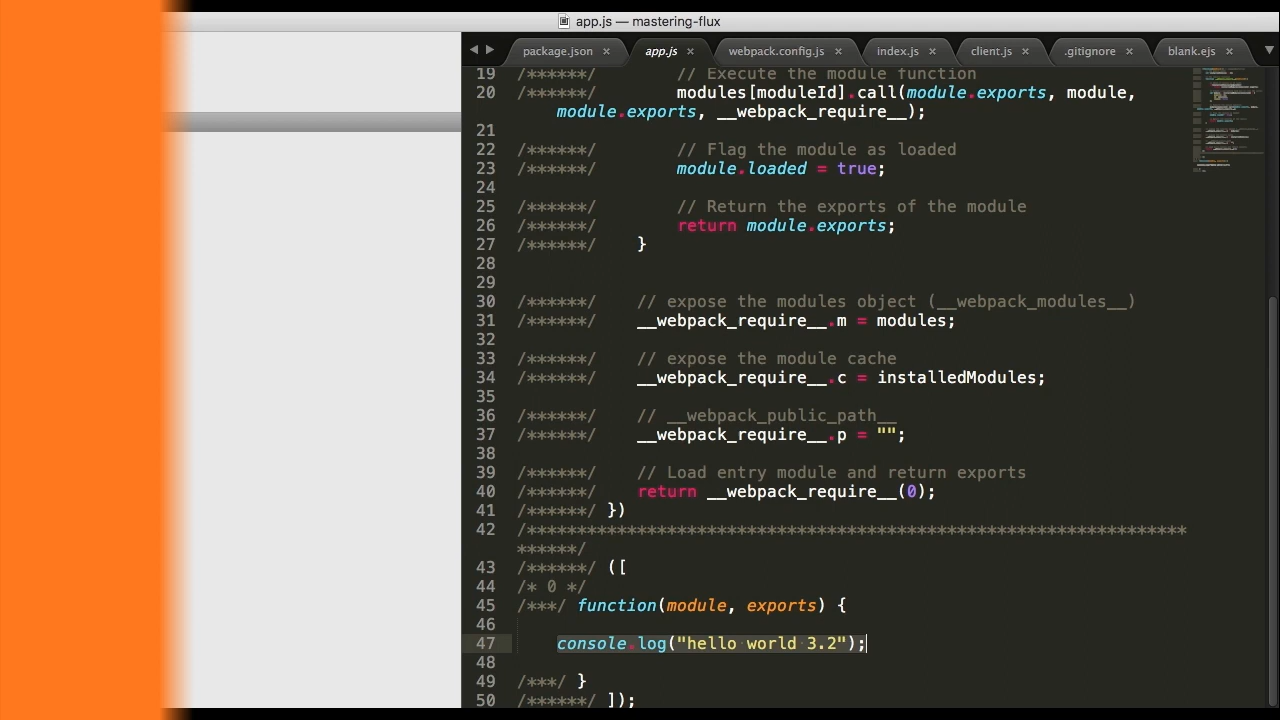 app.js — mastering-flux
package.json × app.js × webpack.config.js × index.js × client.js × .gitignore × blank.ejs ×
19 /******/ // Execute the module function
20 /******/ modules[moduleId].call(module.exports, module,
module.exports, __webpack_require__);
21
22 /******/ // Flag the module as loaded
23 /******/ module.loaded = true;
24
25 /******/ // Return the exports of the module
26 /******/ return module.exports;
27 /******/ }
28
29
30 /******/ // expose the modules object (__webpack_modules__)
31 /******/ __webpack_require__.m = modules;
32
33 /******/ // expose the module cache
34 /******/ __webpack_require__.c = installedModules;
35
36 /******/ // __webpack_public_path__
37 /******/ __webpack_require__.p = "";
38
39 /******/ // Load entry module and return exports
40 /******/ return __webpack_require__(0);
41 /******/ })
42 /******************************************************************
******/
43 /******/ ([
44 /* 0 */
45 /***/ function(module, exports) {
46
47 console.log("hello world 3.2");
48
49 /***/ }
50 /******/ ]);